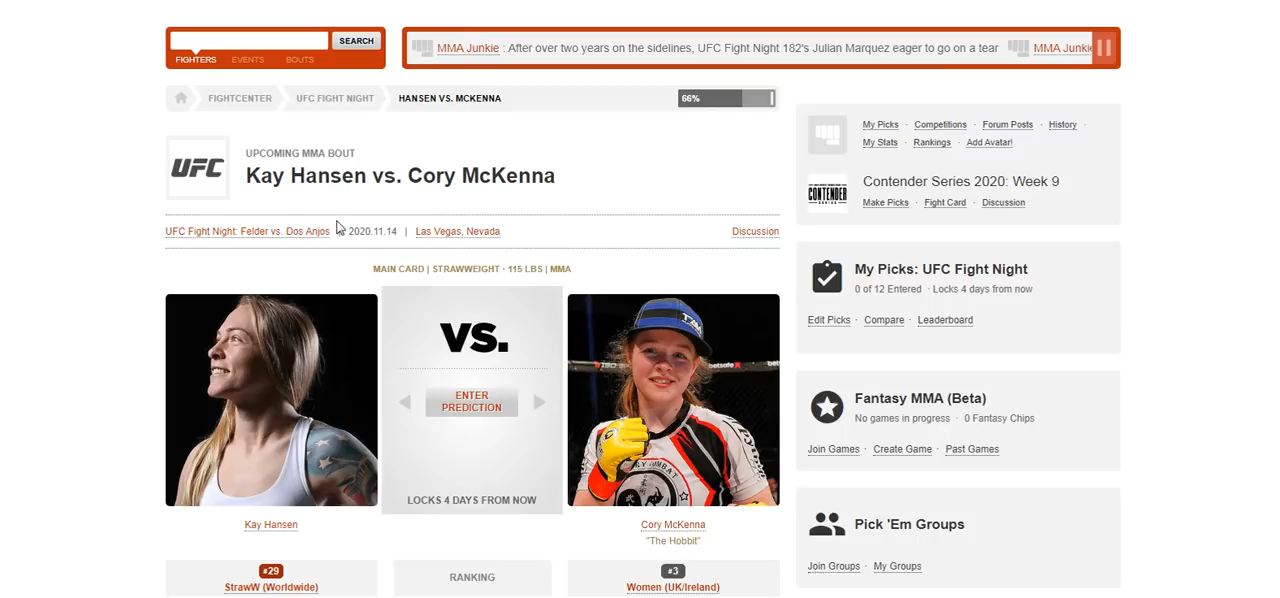 SEARCH
FIGHTERS EVENTS BOUTS
MMA Junkie : After over two years on the sidelines, UFC Fight Night 182's Julian Marquez eager to go on a tear MMA Junkie
FIGHTCENTER UFC FIGHT NIGHT HANSEN VS. MCKENNA 66%
UFC
UPCOMING MMA BOUT
Kay Hansen vs. Cory McKenna
UFC Fight Night: Felder vs. Dos Anjos 2020.11.14 | Las Vegas, Nevada Discussion
MAIN CARD | STRAWWEIGHT · 115 LBS | MMA
VS.
ENTER
PREDICTION
LOCKS 4 DAYS FROM NOW
Kay Hansen
Cory McKenna
"The Hobbit"
#29
StrawW (Worldwide)
RANKING
#3
Women (UK/Ireland)
My Picks · Competitions · Forum Posts · History ·
My Stats · Rankings · Add Avatar!
CONTENDER
SERIES
Contender Series 2020: Week 9
Make Picks · Fight Card · Discussion
My Picks: UFC Fight Night
0 of 12 Entered · Locks 4 days from now
Edit Picks · Compare · Leaderboard
Fantasy MMA (Beta)
No games in progress · 0 Fantasy Chips
Join Games · Create Game · Past Games
Pick 'Em Groups
Join Groups · My Groups